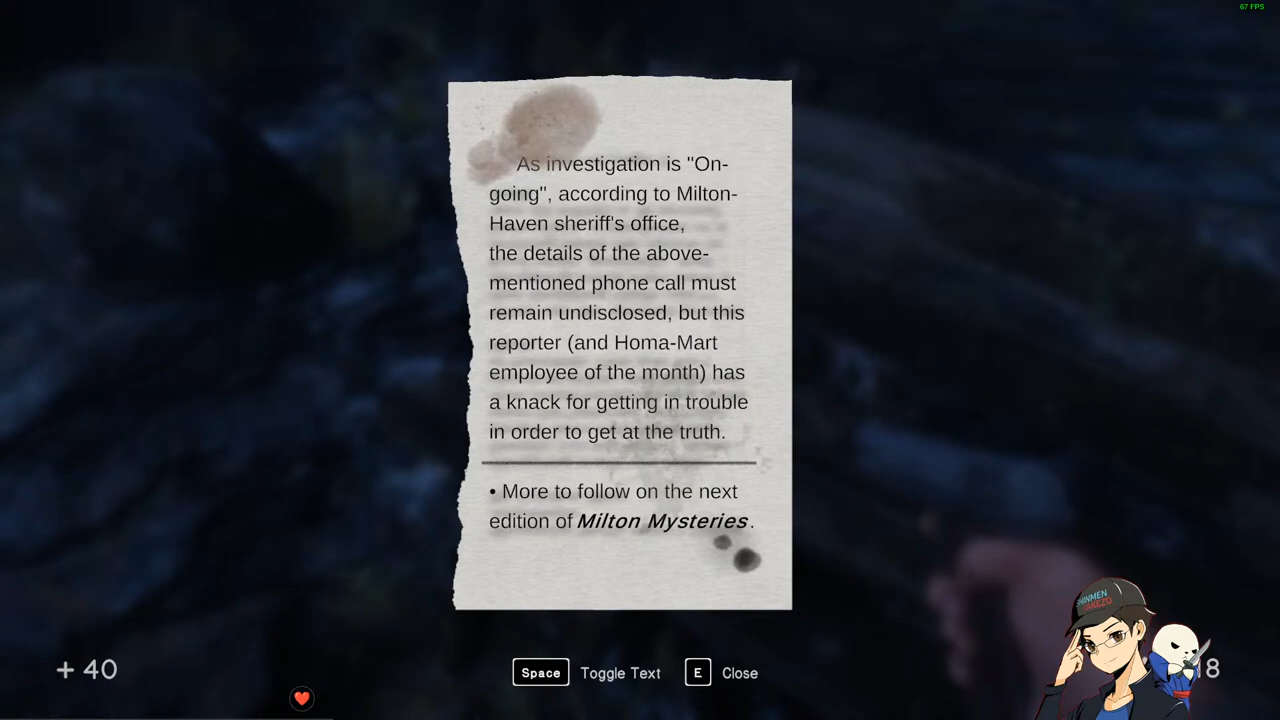 67 FPS
As investigation is "On-
going", according to Milton-
Haven sheriff's office,
the details of the above-
mentioned phone call must
remain undisclosed, but this
reporter (and Homa-Mart
employee of the month) has
a knack for getting in trouble
in order to get at the truth.
• More to follow on the next
edition of Milton Mysteries.
+ 40
Space Toggle Text E Close
SHINMEN
TAKEZO